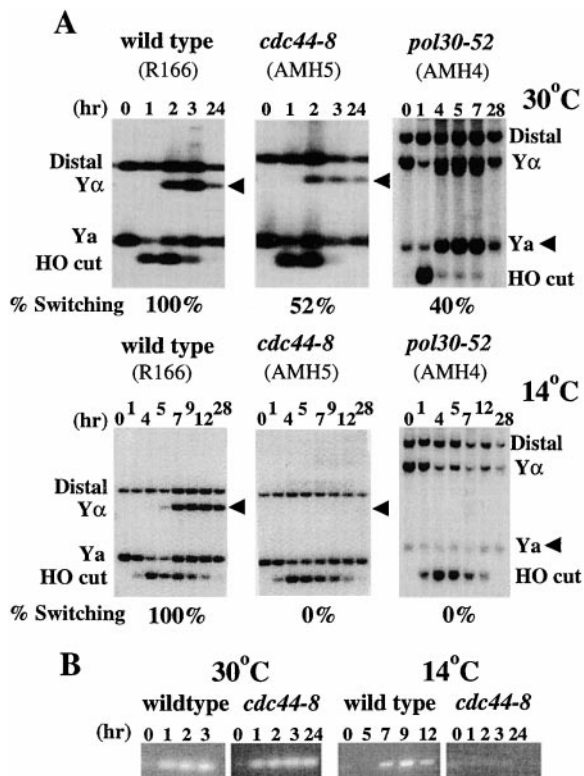 A
wild type cdc44-8 pol30-52
(R166) (AMH5) (AMH4)
(hr) 0 1 2 3 24 0 1 2 3 24 0 1 4 5 7 28 30°C
Distal Distal
Yα Yα
Ya Ya
HO cut HO cut
% Switching 100% 52% 40%
wild type cdc44-8 pol30-52
(R166) (AMH5) (AMH4) 14°C
(hr) 0 1 4 5 7 9 12 28 0 1 4 5 7 9 12 28 0 1 4 5 7 12 28
Distal Distal
Yα Yα
Ya Ya
HO cut HO cut
% Switching 100% 0% 0%
B 30°C 14°C
wildtype cdc44-8 wild type cdc44-8
(hr) 0 1 2 3 0 1 2 3 24 0 5 7 9 12 0 1 2 3 24